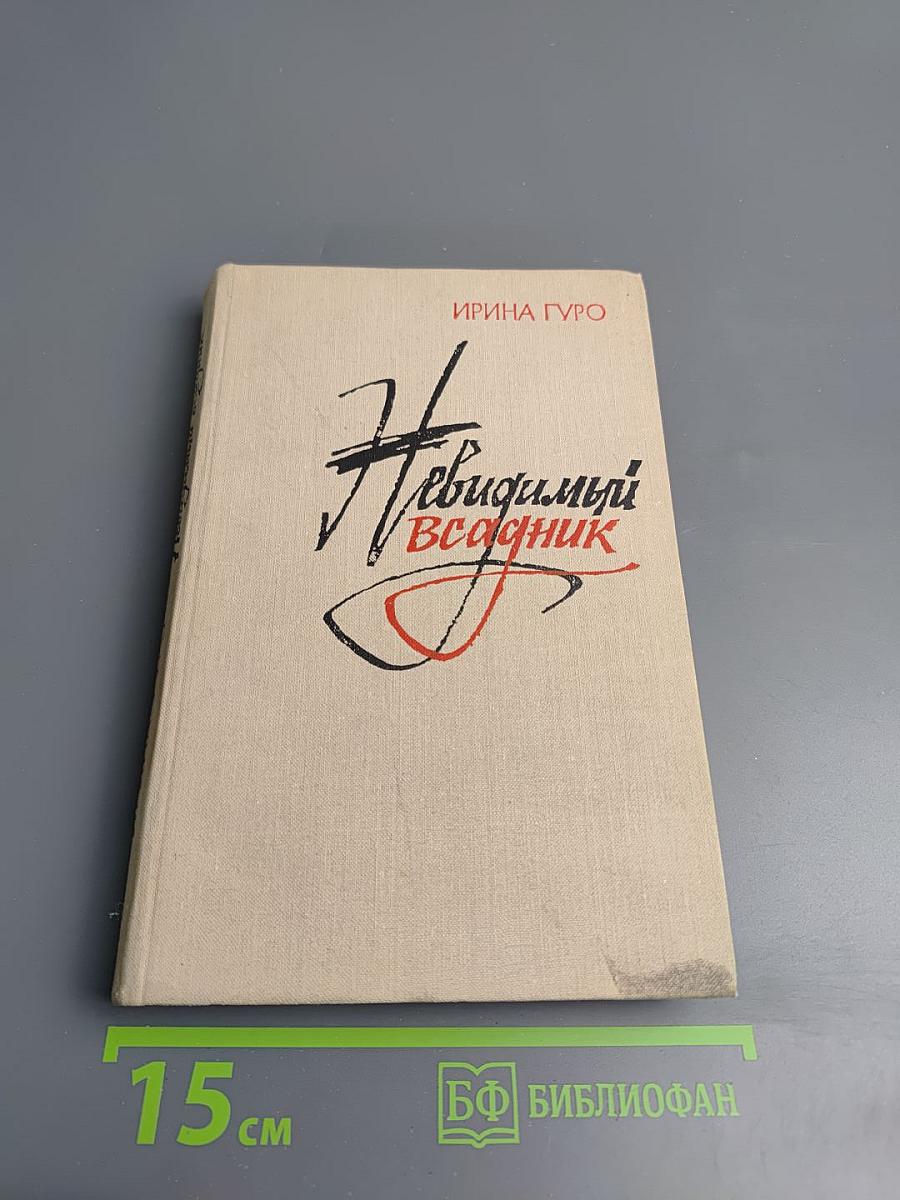 ИРИНА ГУРО
Невидимый
всадник
15 см
БФ БИБЛИОФАН